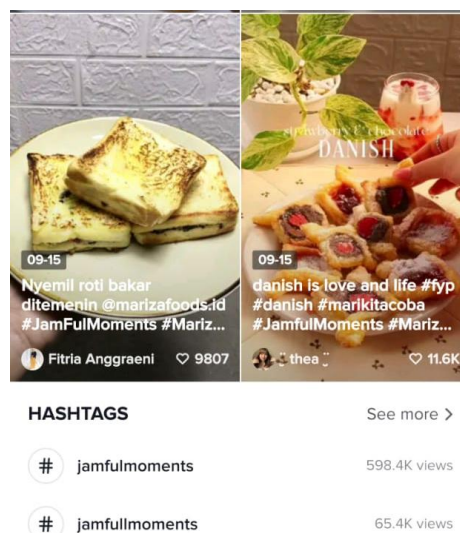 strawberry & chocolate
DANISH
09-15
Nyemil roti bakar
ditemenin @marizafoods.id
#JamFulMoments #Mariz...
Fitria Anggraeni 9807
09-15
danish is love and life #fyp
#danish #marikitacoba
#JamfulMoments #Mariz...
thea 11.6K
HASHTAGS See more >
# jamfulmoments 598.4K views
# jamfullmoments 65.4K views